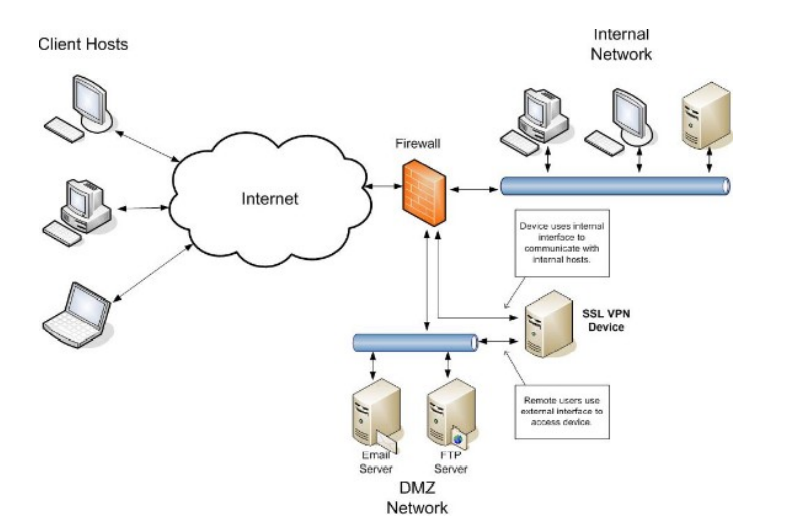 Client Hosts
Internal
Network
Firewall
Internet
Device uses internal
interface to
communicate with
internal hosts.
SSL VPN
Device
Remote users use
external interface to
access device.
Email
Server
FTP
Server
DMZ
Network